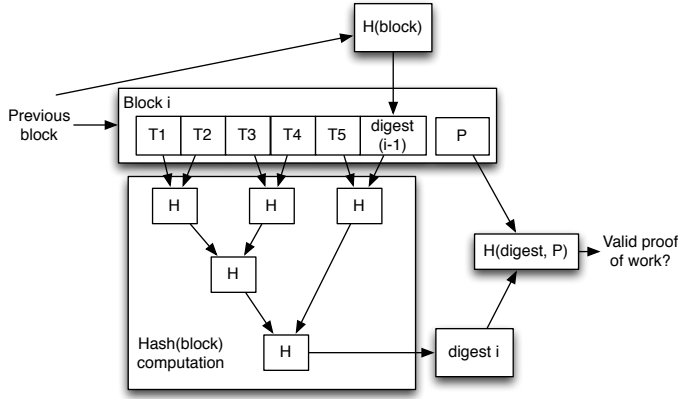 H(block)
Block i
Previous
block
T1 T2 T3 T4 T5 digest
(i-1)
P
H H H
H(digest, P)
Valid proof
of work?
H
Hash(block)
computation
H
digest i